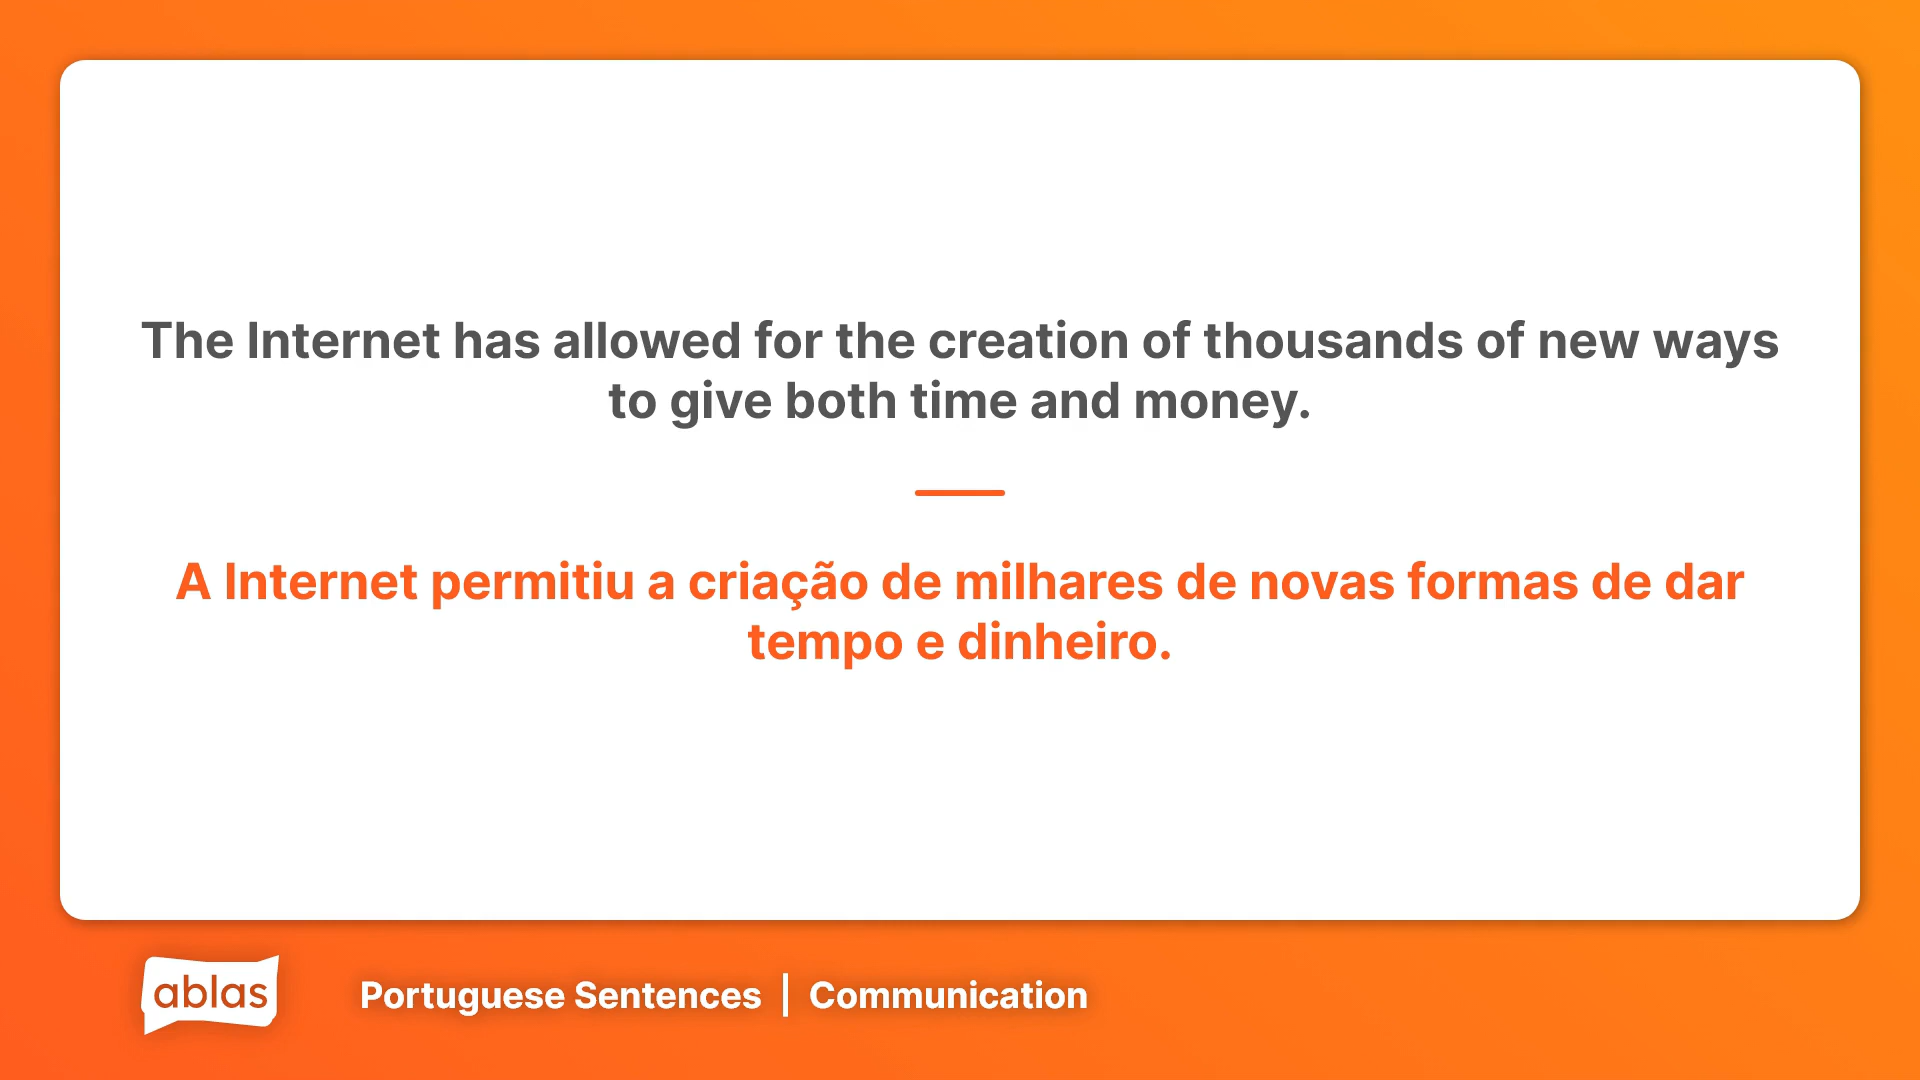 The Internet has allowed for the creation of thousands of new ways
to give both time and money.
A Internet permitiu a criação de milhares de novas formas de dar
tempo e dinheiro.
ablas
Portuguese Sentences | Communication